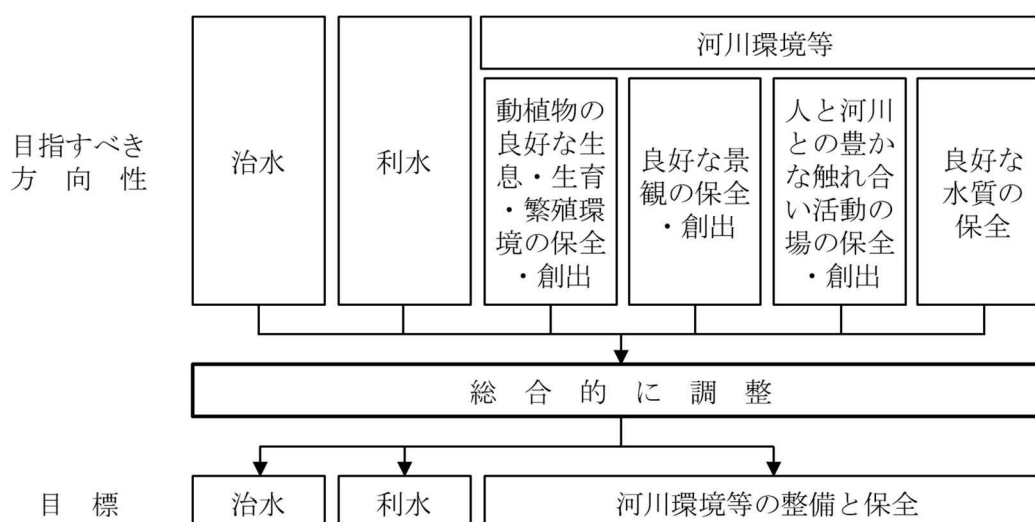 河川環境等
目指すべき
方向性
治水
利水
動植物の
良好な生
息・生育
・繁殖環
境の保全
・創出
良好な景
観の保全
・創出
人と河川
との豊か
な触れ合
い活動の
場の保全
・創出
良好な
水質の
保全
総合的に調整
目標
治水
利水
河川環境等の整備と保全